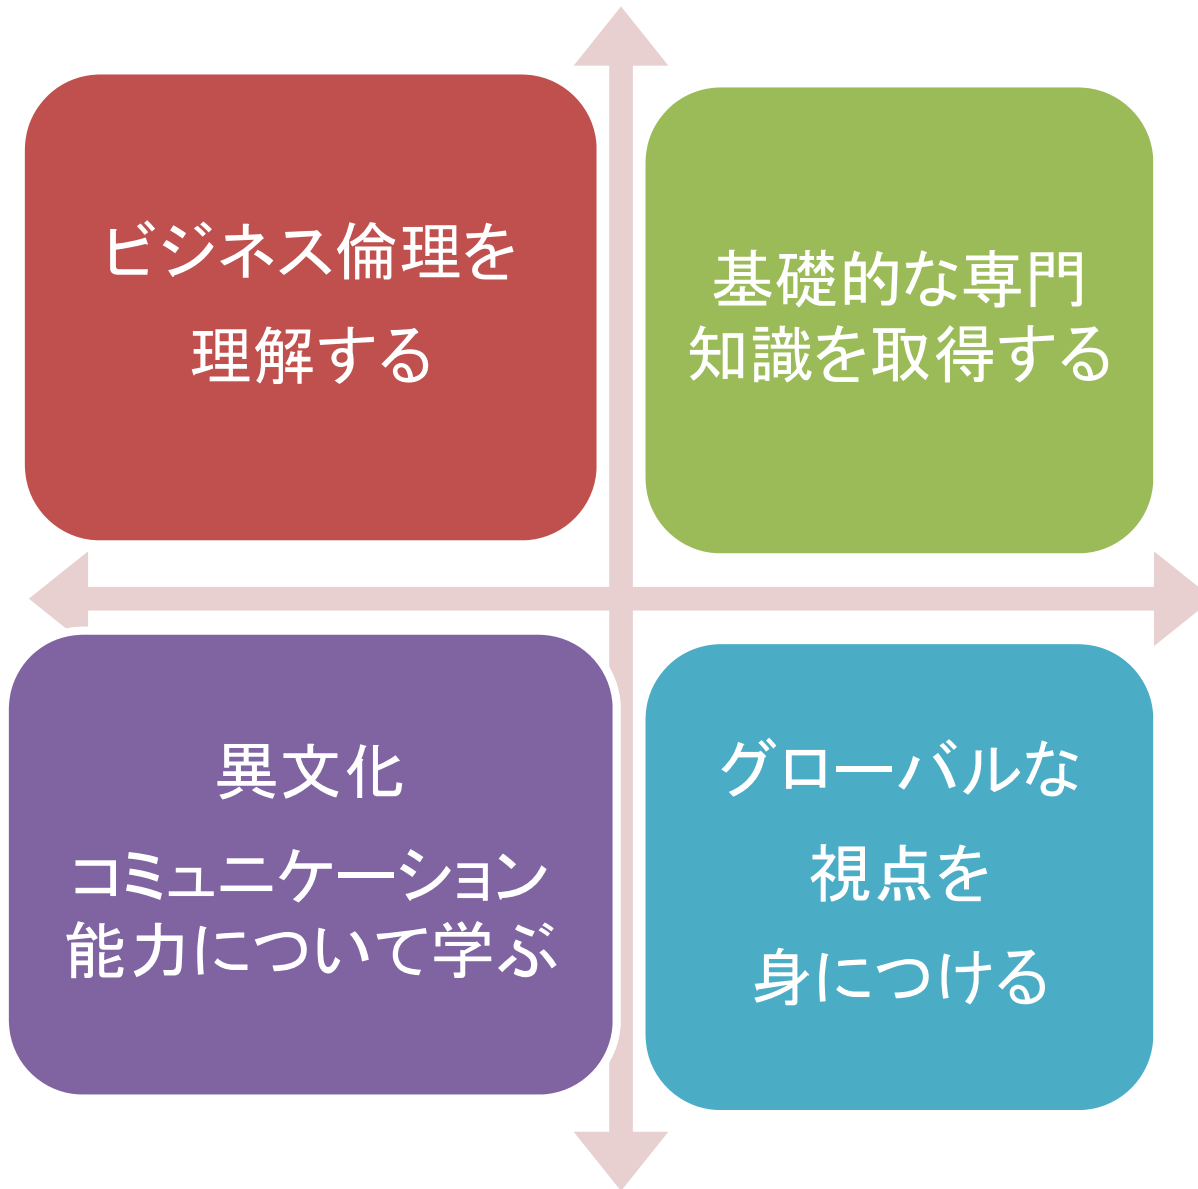 ビジネス倫理を
理解する
基礎的な専門
知識を取得する
異文化
コミュニケーション
能力について学ぶ
グローバルな
視点を
身につける